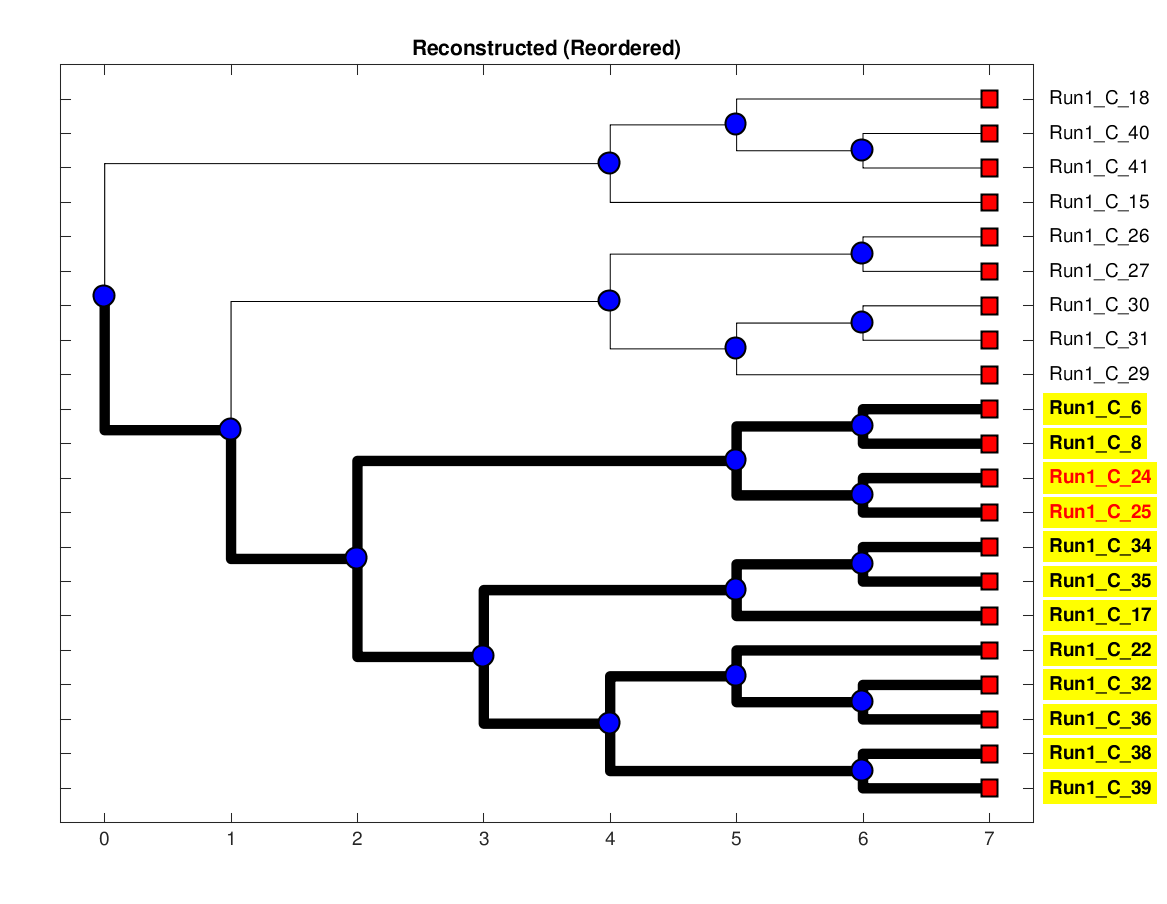 Reconstructed (Reordered)
Run1_C_18
Run1_C_40
Run1_C_41
Run1_C_15
Run1_C_26
Run1_C_27
Run1_C_30
Run1_C_31
Run1_C_29
Run1_C_6
Run1_C_8
Run1_C_24
Run1_C_25
Run1_C_34
Run1_C_35
Run1_C_17
Run1_C_22
Run1_C_32
Run1_C_36
Run1_C_38
Run1_C_39
0 1 2 3 4 5 6 7